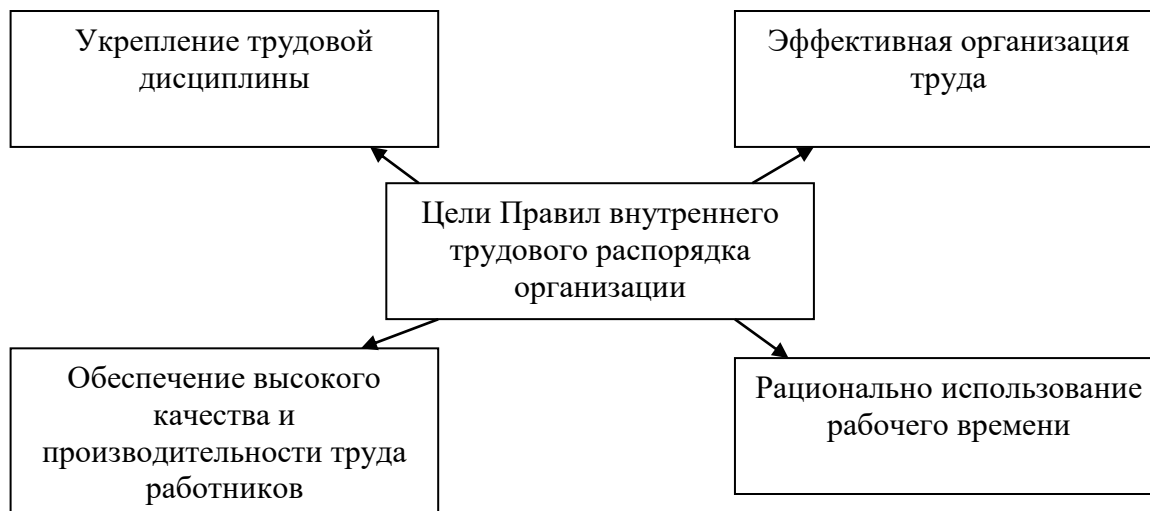 Укрепление трудовой
дисциплины
Эффективная организация
труда
Цели Правил внутреннего
трудового распорядка
организации
Обеспечение высокого
качества и
производительности труда
работников
Рационально использование
рабочего времени